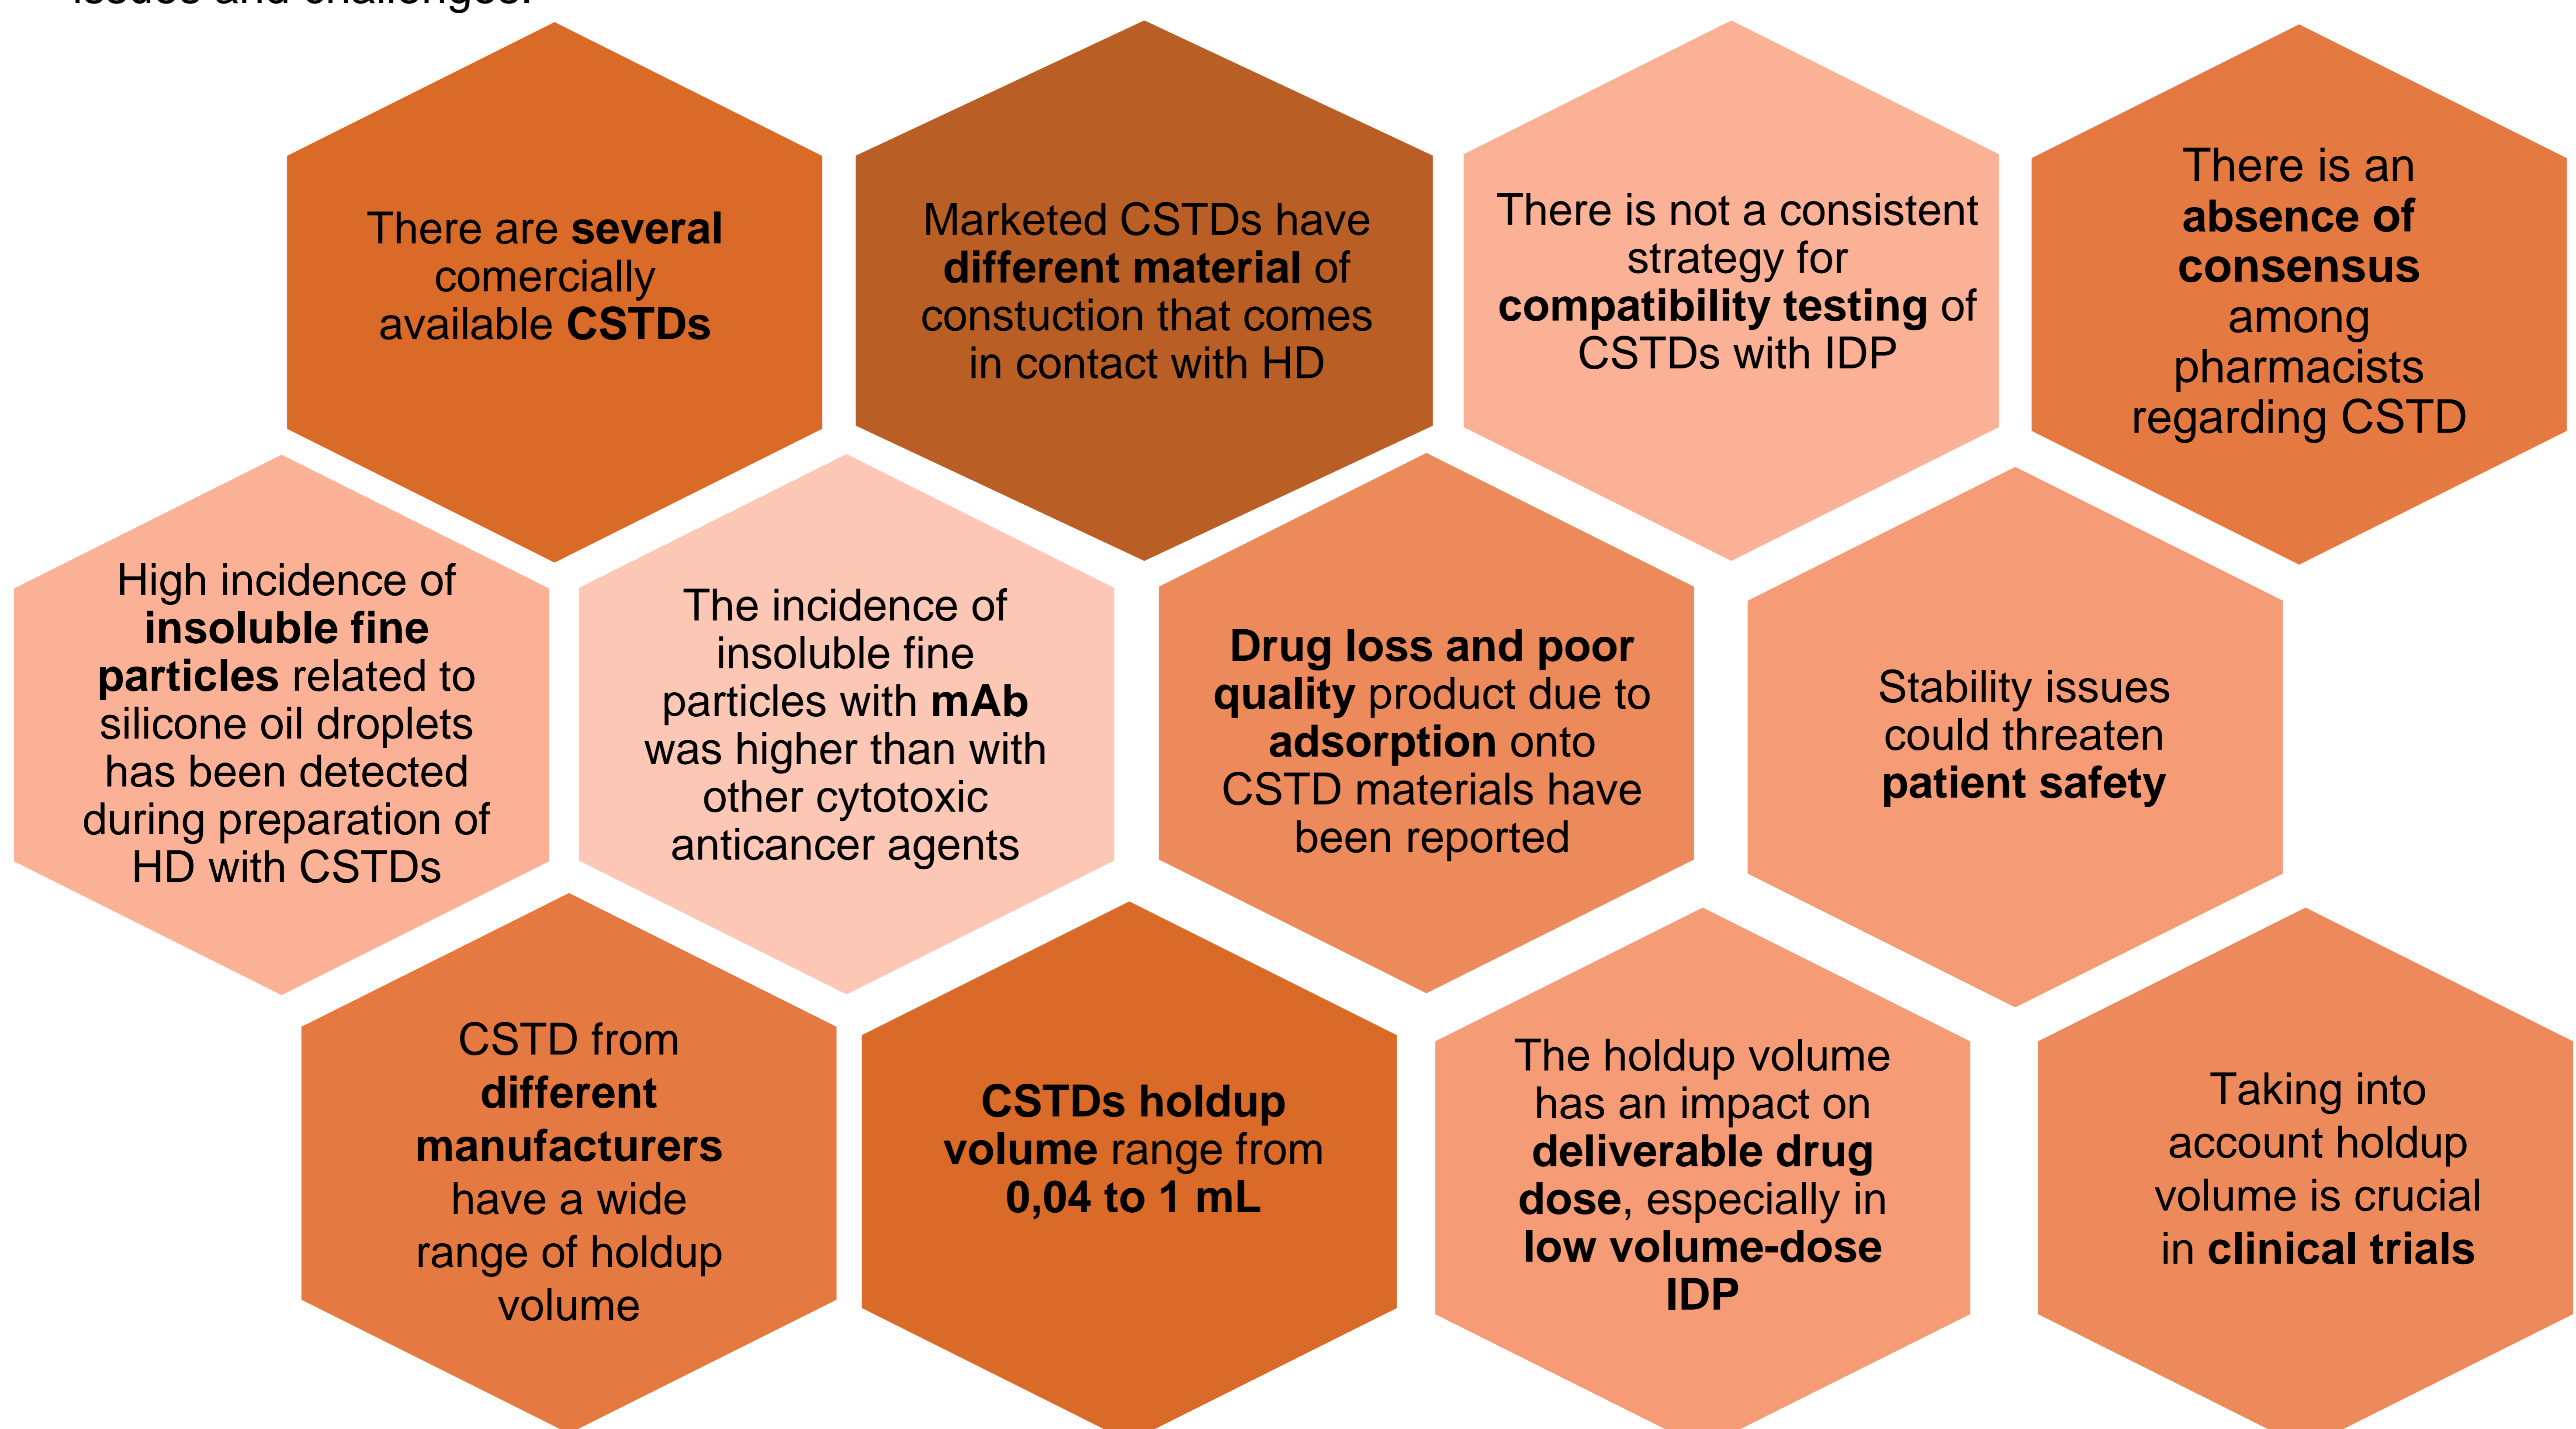 issues and challenges.
There are several
comercially
available CSTDs
Marketed CSTDs have
different material of
constuction that comes
in contact with HD
There is not a consistent
strategy for
compatibility testing of
CSTDs with IDP
There is an
absence of
consensus
among
pharmacists
regarding CSTD
High incidence of
insoluble fine
particles related to
silicone oil droplets
has been detected
during preparation of
HD with CSTDs
The incidence of
insoluble fine
particles with mAb
was higher than with
other cytotoxic
anticancer agents
Drug loss and poor
quality product due to
adsorption onto
CSTD materials have
been reported
Stability issues
could threaten
patient safety
CSTD from
different
manufacturers
have a wide
range of holdup
volume
CSTDs holdup
volume range from
0,04 to 1 mL
The holdup volume
has an impact on
deliverable drug
dose, especially in
low volume-dose
IDP
Taking into
account holdup
volume is crucial
in clinical trials